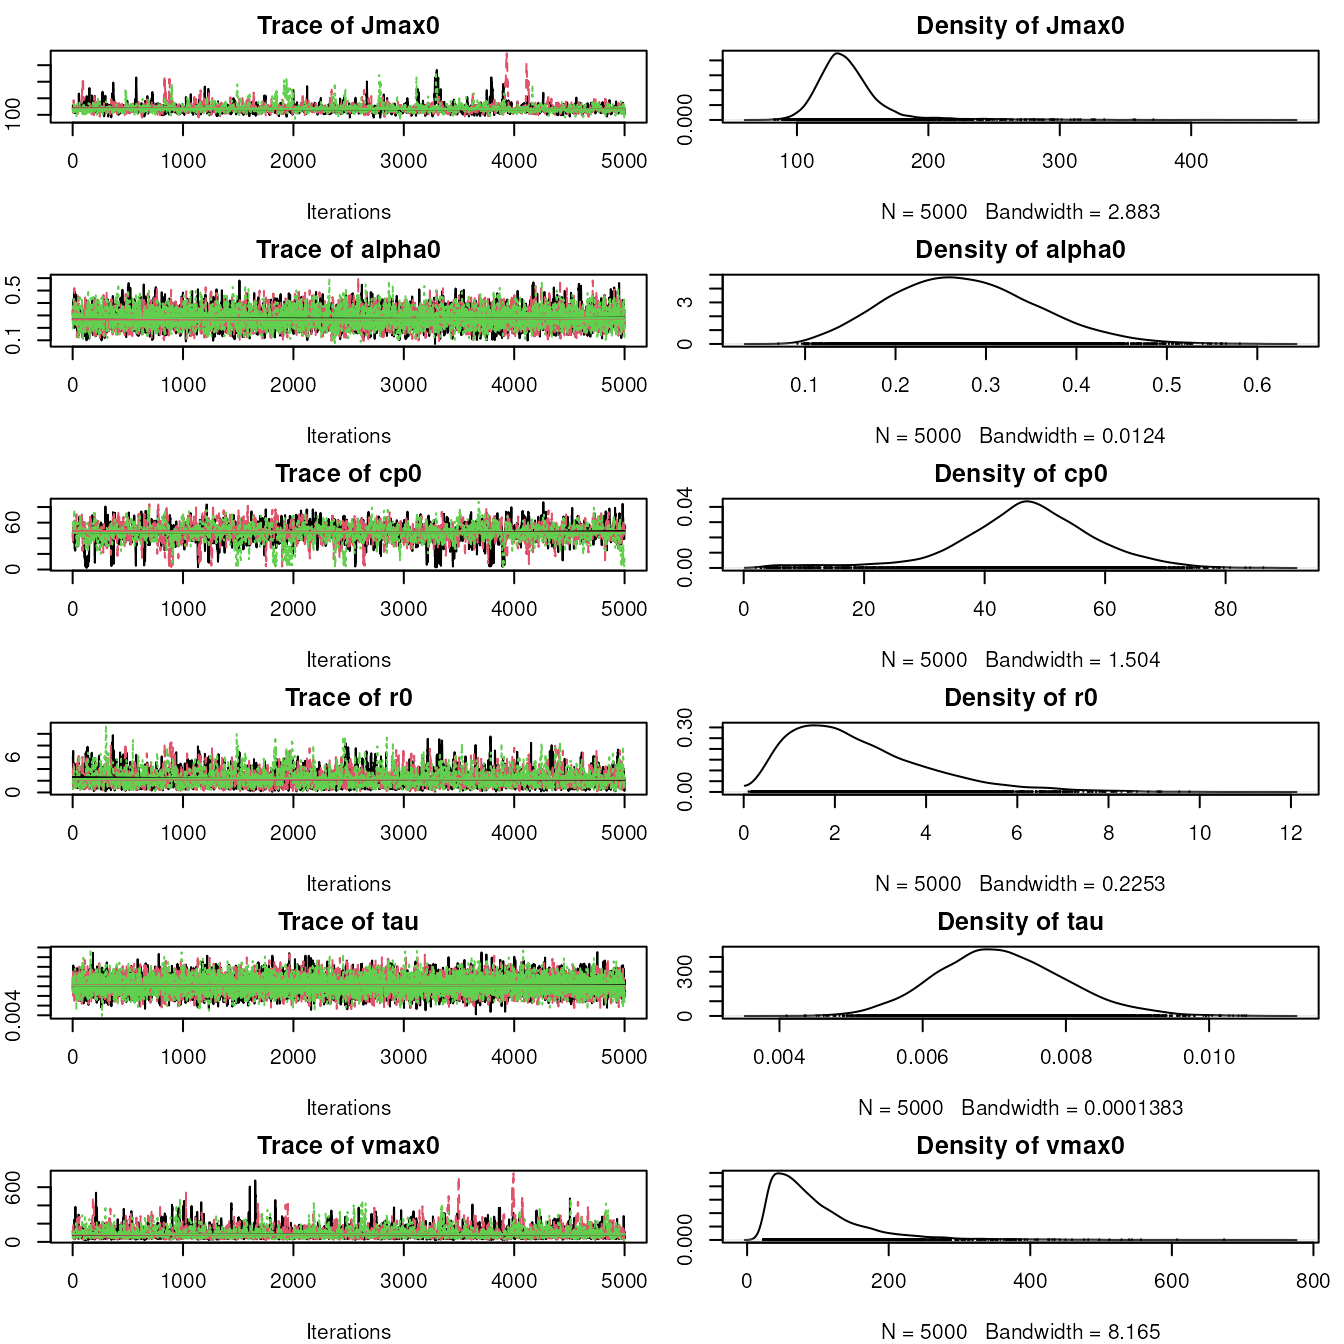 Trace of Jmax0
100
0 1000 2000 3000 4000 5000
Iterations
Density of Jmax0
0.000
100 200 300 400
N = 5000 Bandwidth = 2.883
Trace of alpha0
0.1 0.5
0 1000 2000 3000 4000 5000
Iterations
Density of alpha0
0 3
0.1 0.2 0.3 0.4 0.5 0.6
N = 5000 Bandwidth = 0.0124
Trace of cp0
0 60
0 1000 2000 3000 4000 5000
Iterations
Density of cp0
0.00 0.04
0 20 40 60 80
N = 5000 Bandwidth = 1.504
Trace of r0
0 6
0 1000 2000 3000 4000 5000
Iterations
Density of r0
0.00 0.30
0 2 4 6 8 10 12
N = 5000 Bandwidth = 0.2253
Trace of tau
0.004
0 1000 2000 3000 4000 5000
Iterations
Density of tau
0 300
0.004 0.006 0.008 0.010
N = 5000 Bandwidth = 0.0001383
Trace of vmax0
0 600
0 1000 2000 3000 4000 5000
Iterations
Density of vmax0
0.000
0 200 400 600 800
N = 5000 Bandwidth = 8.165